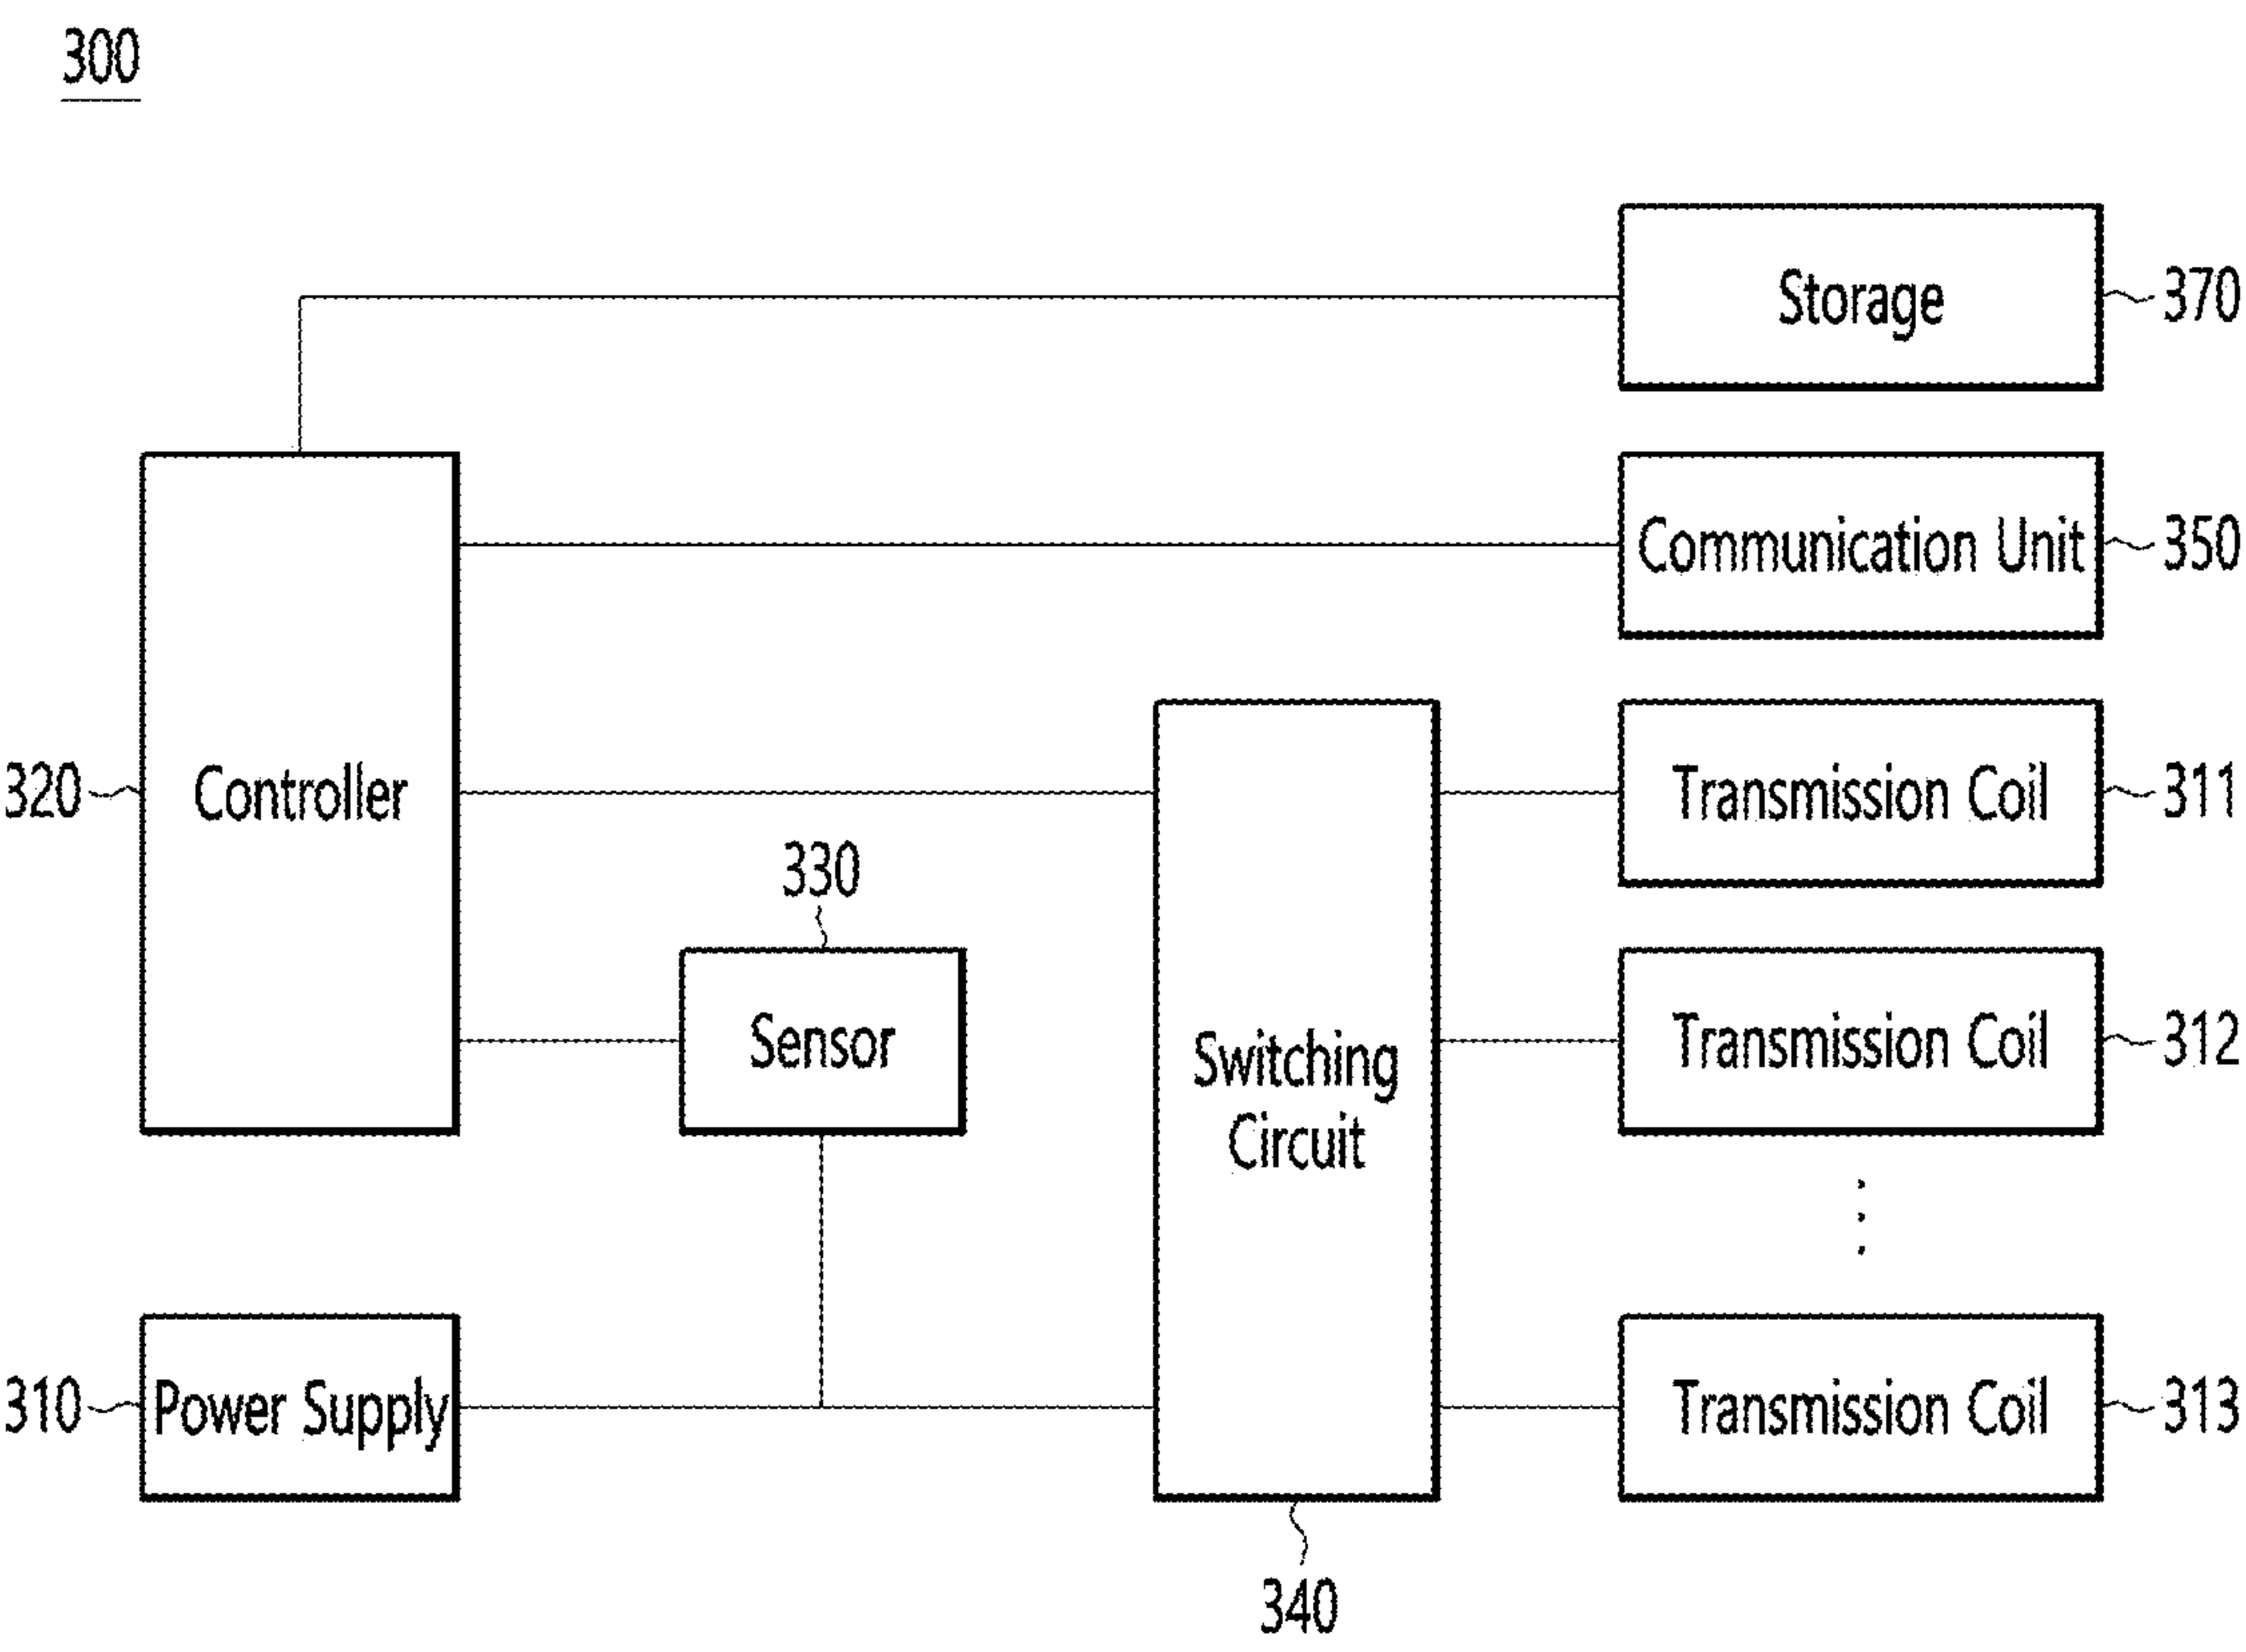 300
Storage
370
Communication Unit
350
320
Controller
Transmission Coil
311
330
Sensor
Switching
Circuit
Transmission Coil
312
310
Power Supply
Transmission Coil
313
340